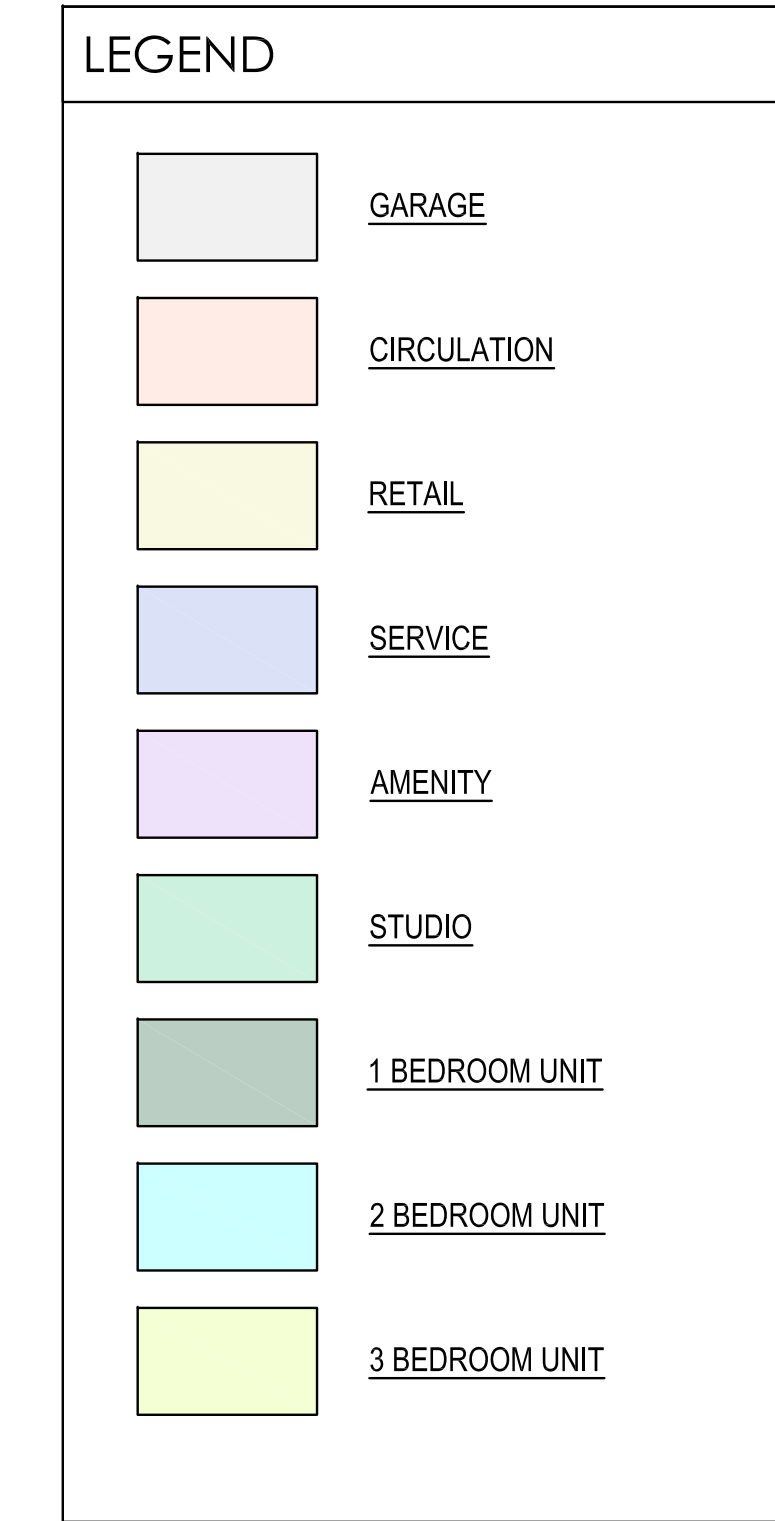 LEGEND
GARAGE
CIRCULATION
RETAIL
SERVICE
AMENITY
STUDIO
1 BEDROOM UNIT
2 BEDROOM UNIT
3 BEDROOM UNIT